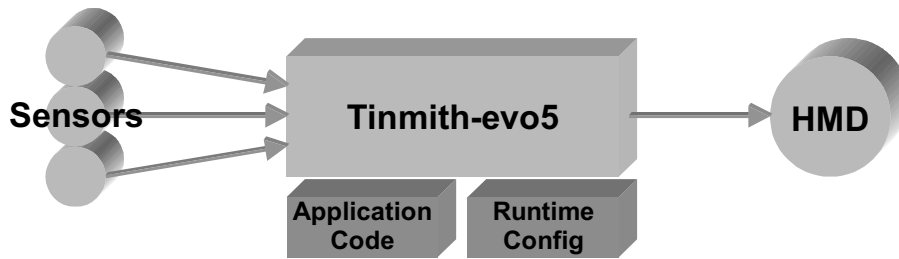 Sensors
Tinmith-evo5
HMD
Application
Code
Runtime
Config